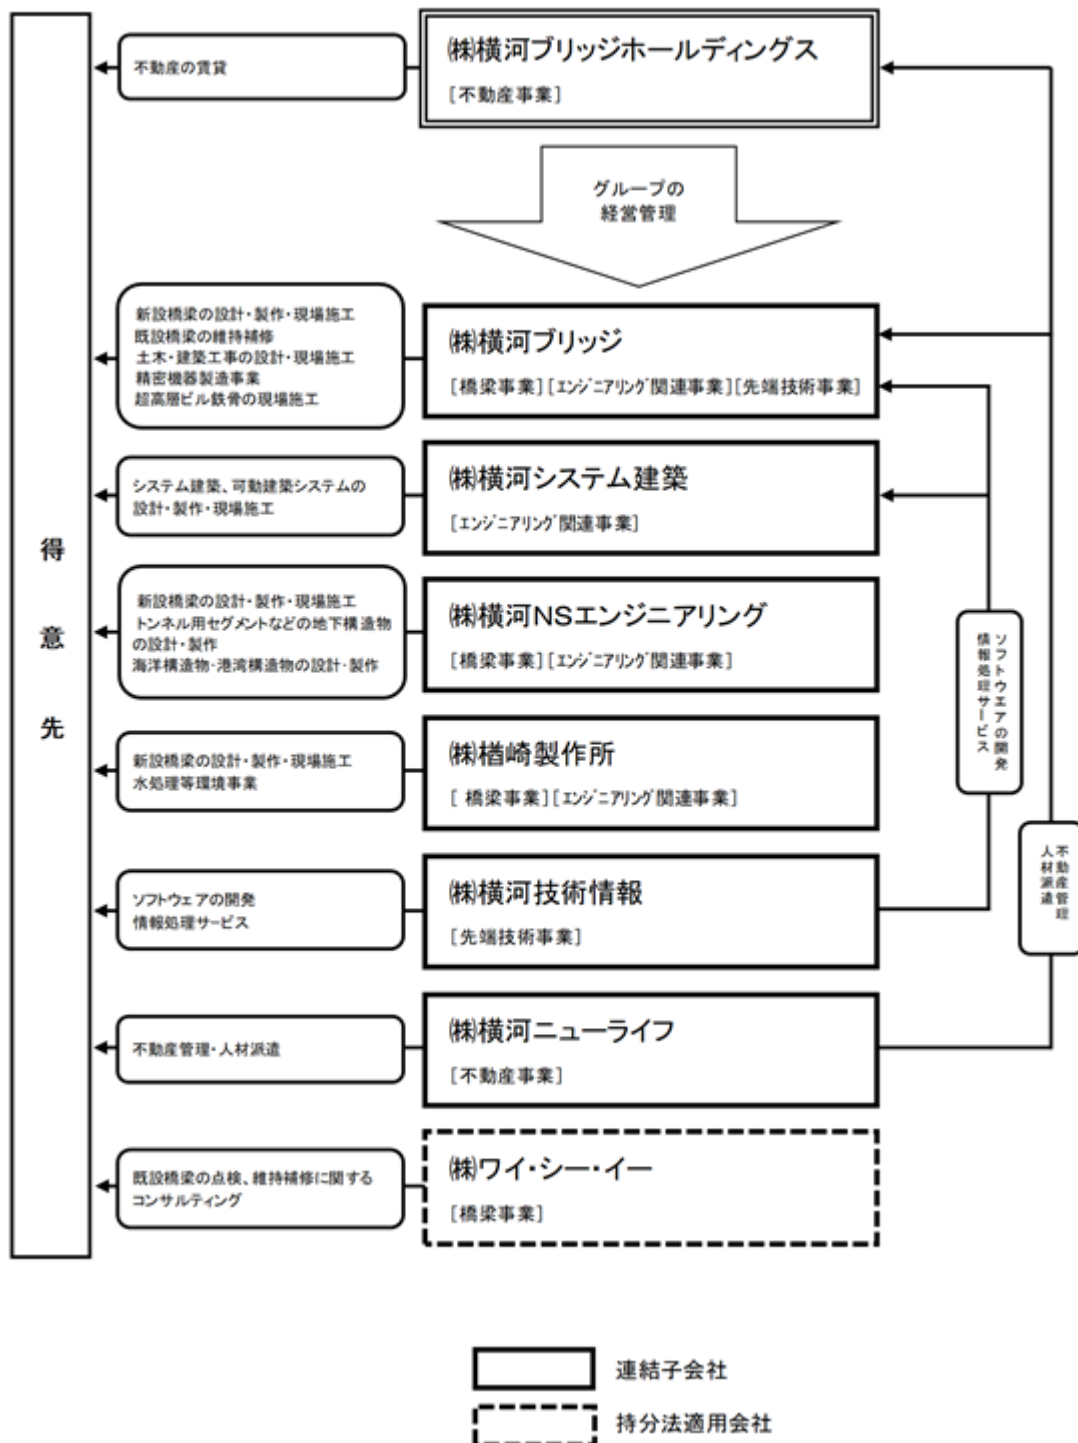 不動産の賃貸
㈱横河ブリッジホールディングス
[不動産事業]
グループの
経営管理
新設橋梁の設計・製作・現場施工
既設橋梁の維持補修
土木・建築工事の設計・現場施工
精密機器製造事業
超高層ビル鉄骨の現場施工
㈱横河ブリッジ
[橋梁事業][ｴﾝｼﾞﾆｱﾘﾝｸﾞ関連事業][先端技術事業]
システム建築、可動建築システムの
設計・製作・現場施工
㈱横河システム建築
[ｴﾝｼﾞﾆｱﾘﾝｸﾞ関連事業]
得意先
新設橋梁の設計・製作・現場施工
トンネル用セグメントなどの地下構造物
の設計・製作
海洋構造物・港湾構造物の設計・製作
㈱横河NSエンジニアリング
[橋梁事業][ｴﾝｼﾞﾆｱﾘﾝｸﾞ関連事業]
ソフトウエアの開発
情報処理サービス
新設橋梁の設計・製作・現場施工
水処理等環境事業
㈱楢崎製作所
[ 橋梁事業][ｴﾝｼﾞﾆｱﾘﾝｸﾞ関連事業]
不動産管理
人材派遣
ソフトウェアの開発
情報処理サービス
㈱横河技術情報
[先端技術事業]
不動産管理・人材派遣
㈱横河ニューライフ
[不動産事業]
既設橋梁の点検、維持補修に関する
コンサルティング
㈱ワイ・シー・イー
[橋梁事業]
連結子会社
持分法適用会社